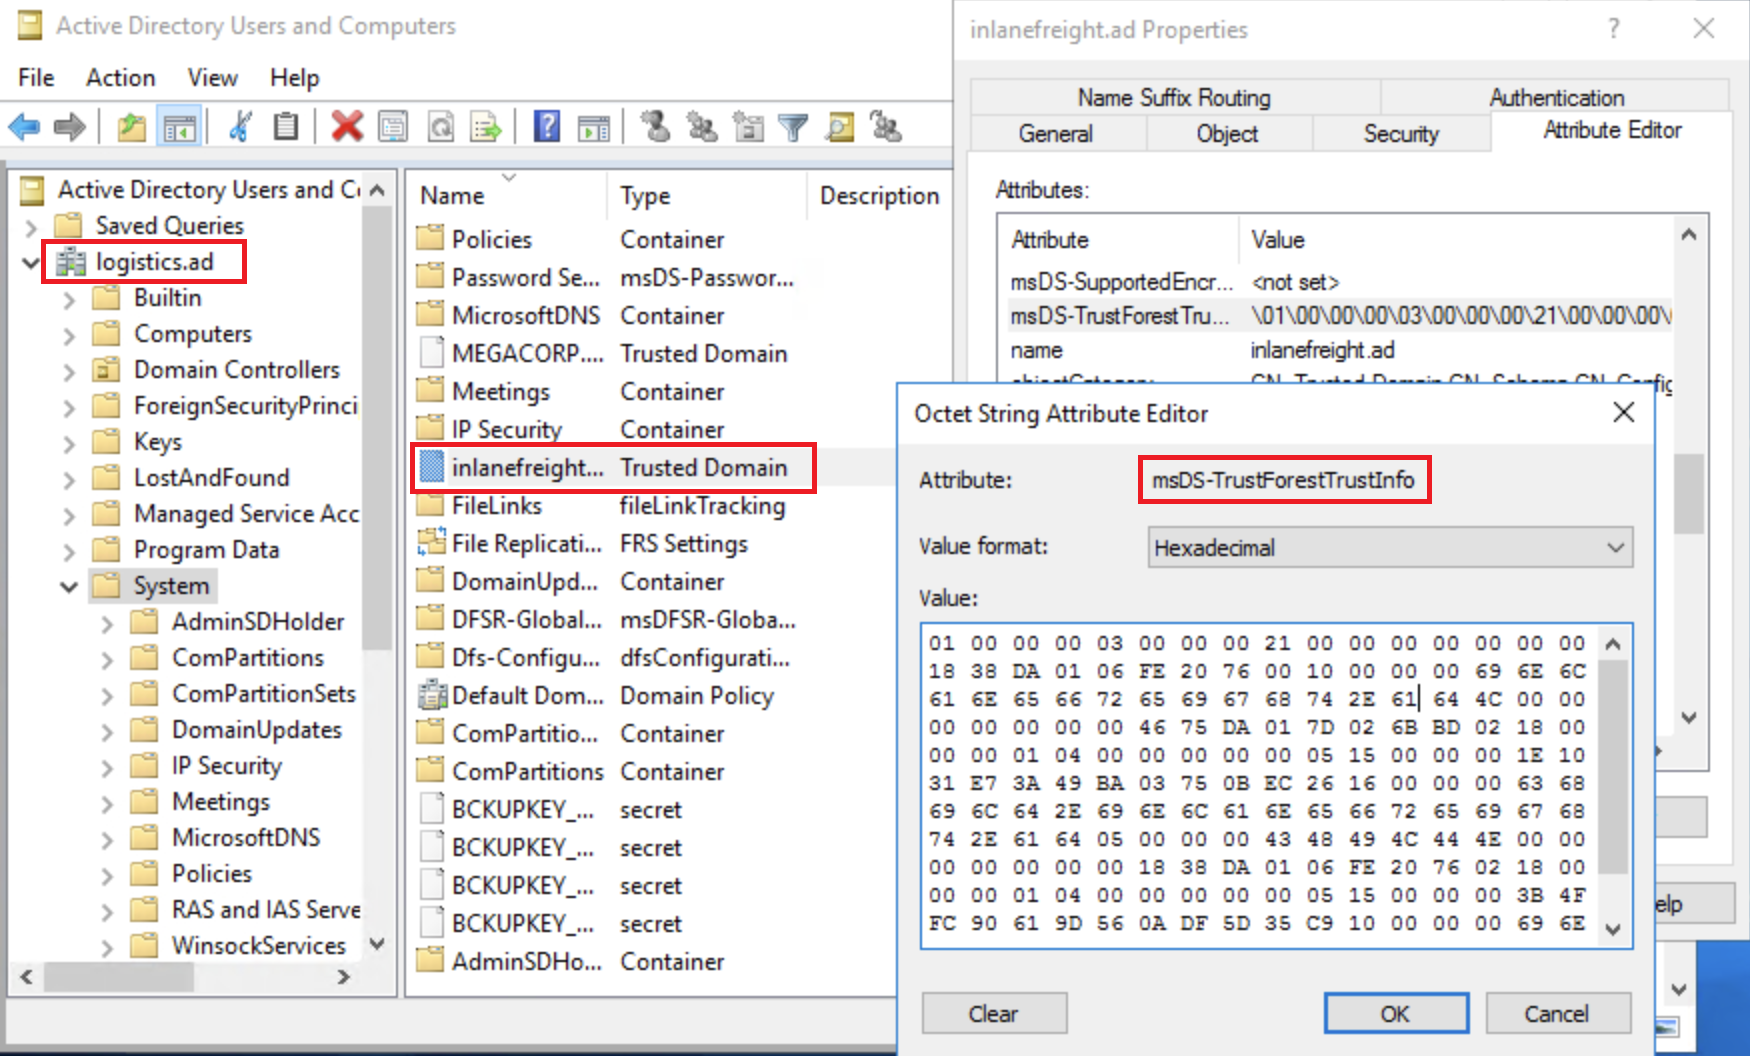 Active Directory Users and Computers
File Action View Help
Active Directory Users and Co
Saved Queries
logistics.ad
Builtin
Computers
Domain Controllers
ForeignSecurityPrinci
Keys
LostAndFound
Managed Service Acc
Program Data
System
AdminSDHolder
ComPartitions
ComPartitionSets
DomainUpdates
IP Security
Meetings
MicrosoftDNS
Policies
RAS and IAS Serve
WinsockServices
Name Type Description
Policies Container
Password Se... msDS-Passwor...
MicrosoftDNS Container
MEGACORP.... Trusted Domain
Meetings Container
IP Security Container
inlanefreight... Trusted Domain
FileLinks fileLinkTracking
File Replicati... FRS Settings
DomainUpd... Container
DFSR-Global... msDFSR-Globa...
Dfs-Configu... dfsConfigurati...
Default Dom... Domain Policy
ComPartitio... Container
ComPartitions Container
BCKUPKEY_... secret
BCKUPKEY_... secret
BCKUPKEY_... secret
BCKUPKEY_... secret
AdminSDHo... Container
inlanefreight.ad Properties ?
Name Suffix Routing Authentication
General Object Security Attribute Editor
Attributes:
Attribute Value
msDS-SupportedEncr... <not set>
msDS-TrustForestTru... \01\00\00\00\03\00\00\00\21\00\00\00\
name inlanefreight.ad
objectCategory CN=Trusted-Domain,CN=Schema,CN=Config
Octet String Attribute Editor
Attribute: msDS-TrustForestTrustInfo
Value format: Hexadecimal
Value:
01 00 00 00 03 00 00 00 21 00 00 00 00 00 00 00
18 38 DA 01 06 FE 20 76 00 10 00 00 00 69 6E 6C
61 6E 65 66 72 65 69 67 68 74 2E 61 64 4C 00 00
00 00 00 00 00 46 75 DA 01 7D 02 6B BD 02 18 00
00 00 01 04 00 00 00 00 00 05 15 00 00 00 1E 10
31 E7 3A 49 BA 03 75 0B EC 26 16 00 00 00 63 68
69 6C 64 2E 69 6E 6C 61 6E 65 66 72 65 69 67 68
74 2E 61 64 05 00 00 00 43 48 49 4C 44 4E 00 00
00 00 00 00 00 18 38 DA 01 06 FE 20 76 02 18 00
00 00 01 04 00 00 00 00 00 05 15 00 00 00 3B 4F
FC 90 61 9D 56 0A DF 5D 35 C9 10 00 00 00 69 6E
elp
Clear OK Cancel